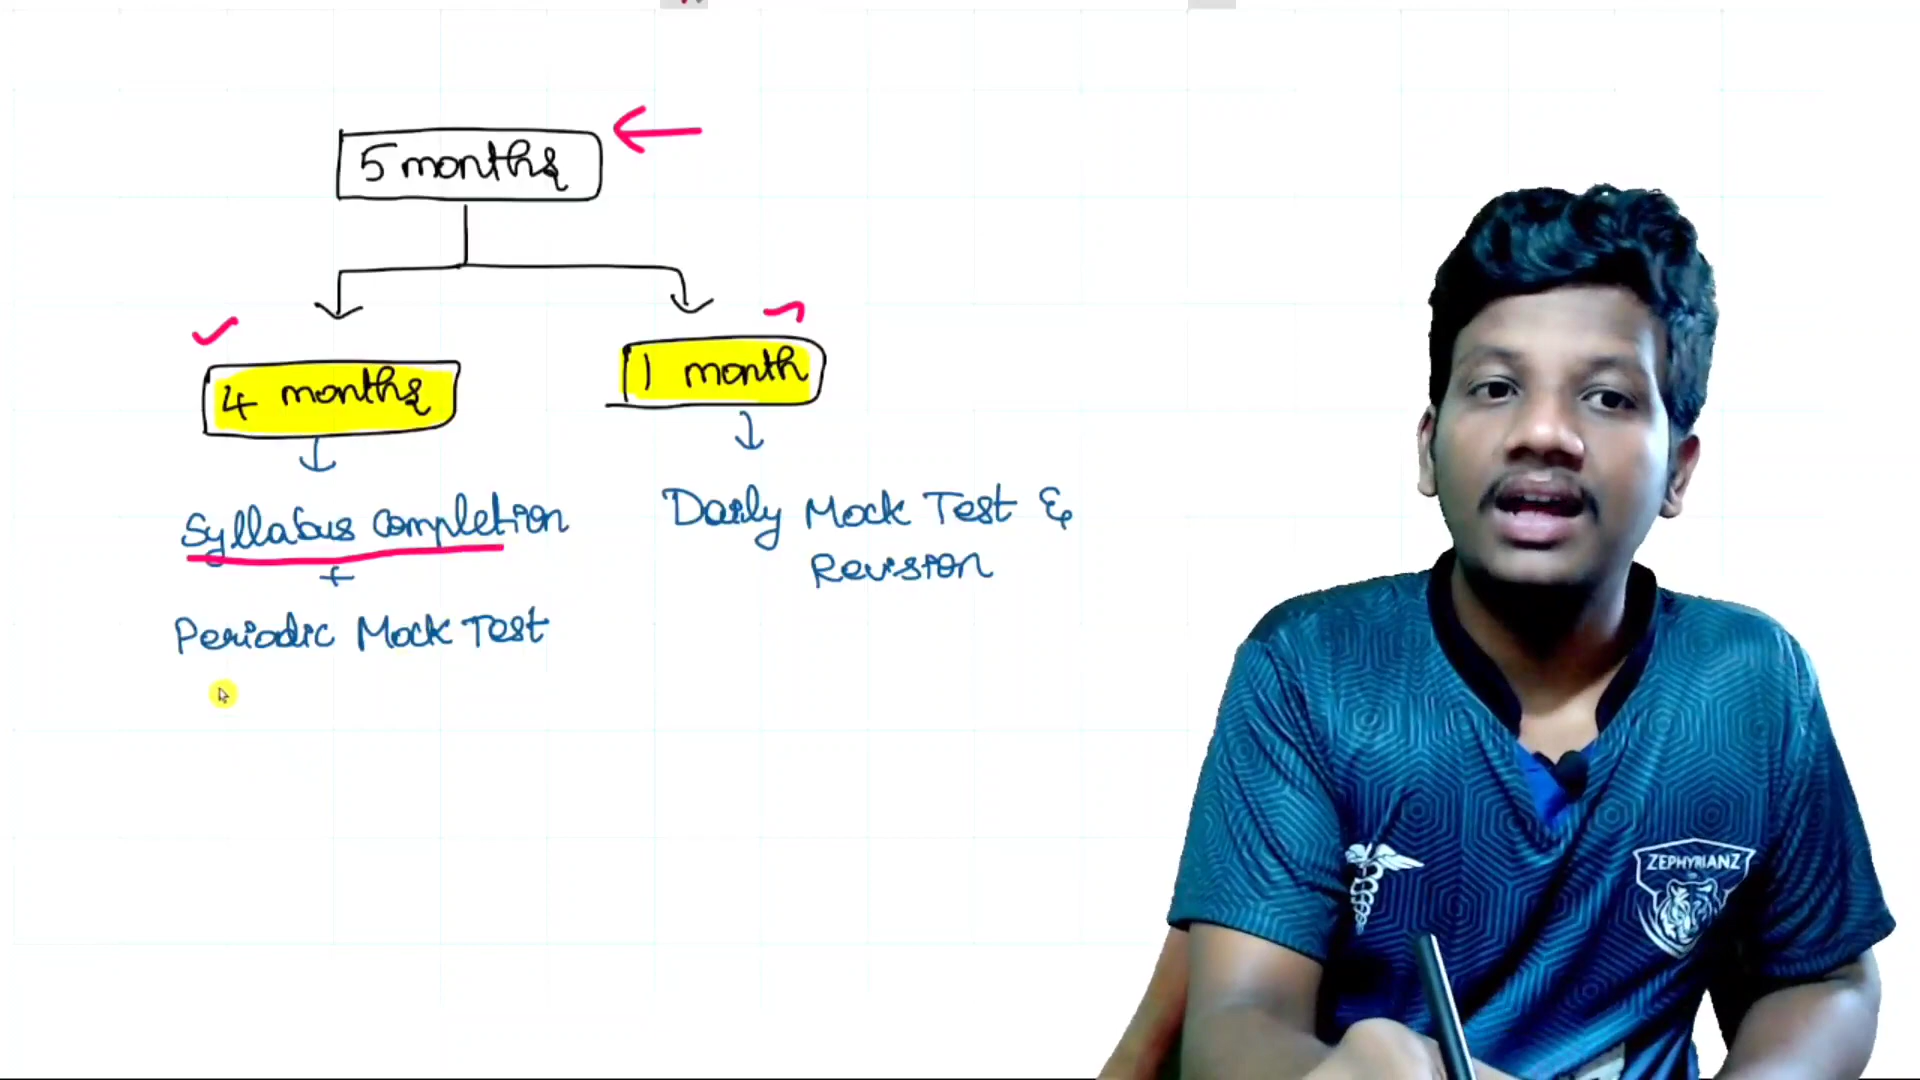 5 months
4 months
1 month
Syllabus completion
+
Periodic Mock Test
Daily Mock Test &
Revision
ZEPHYRIANZ